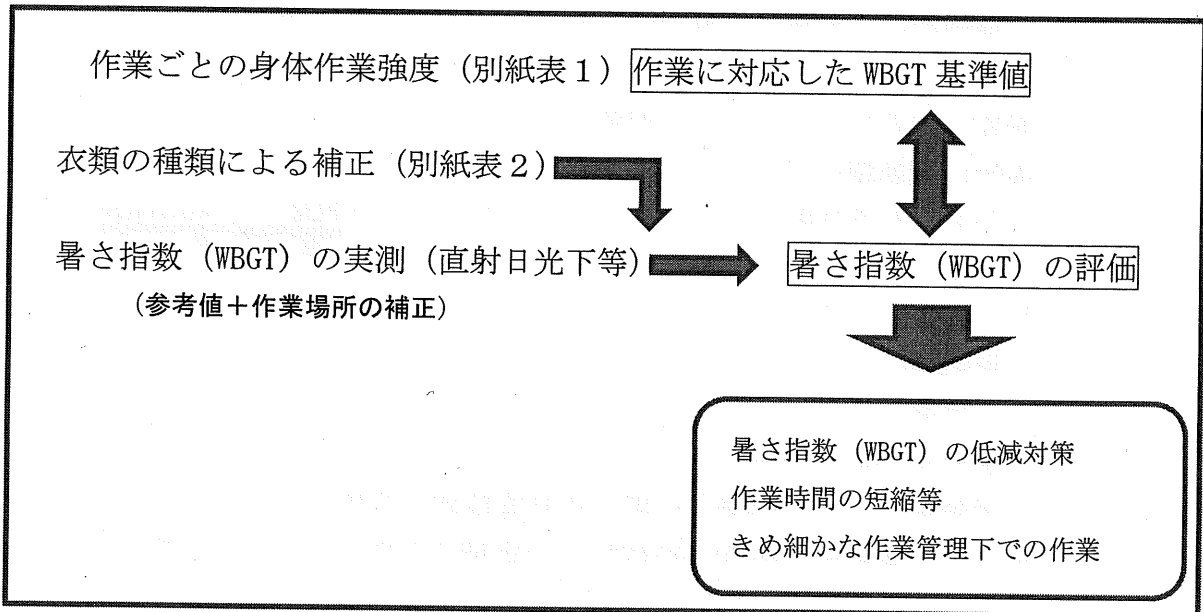 作業ごとの身体作業強度（別紙表１）作業に対応した WBGT 基準値
衣類の種類による補正（別紙表２）
暑さ指数（WBGT）の実測（直射日光下等）
暑さ指数（WBGT）の評価
（参考値＋作業場所の補正）
暑さ指数（WBGT）の低減対策
作業時間の短縮等
きめ細かな作業管理下での作業